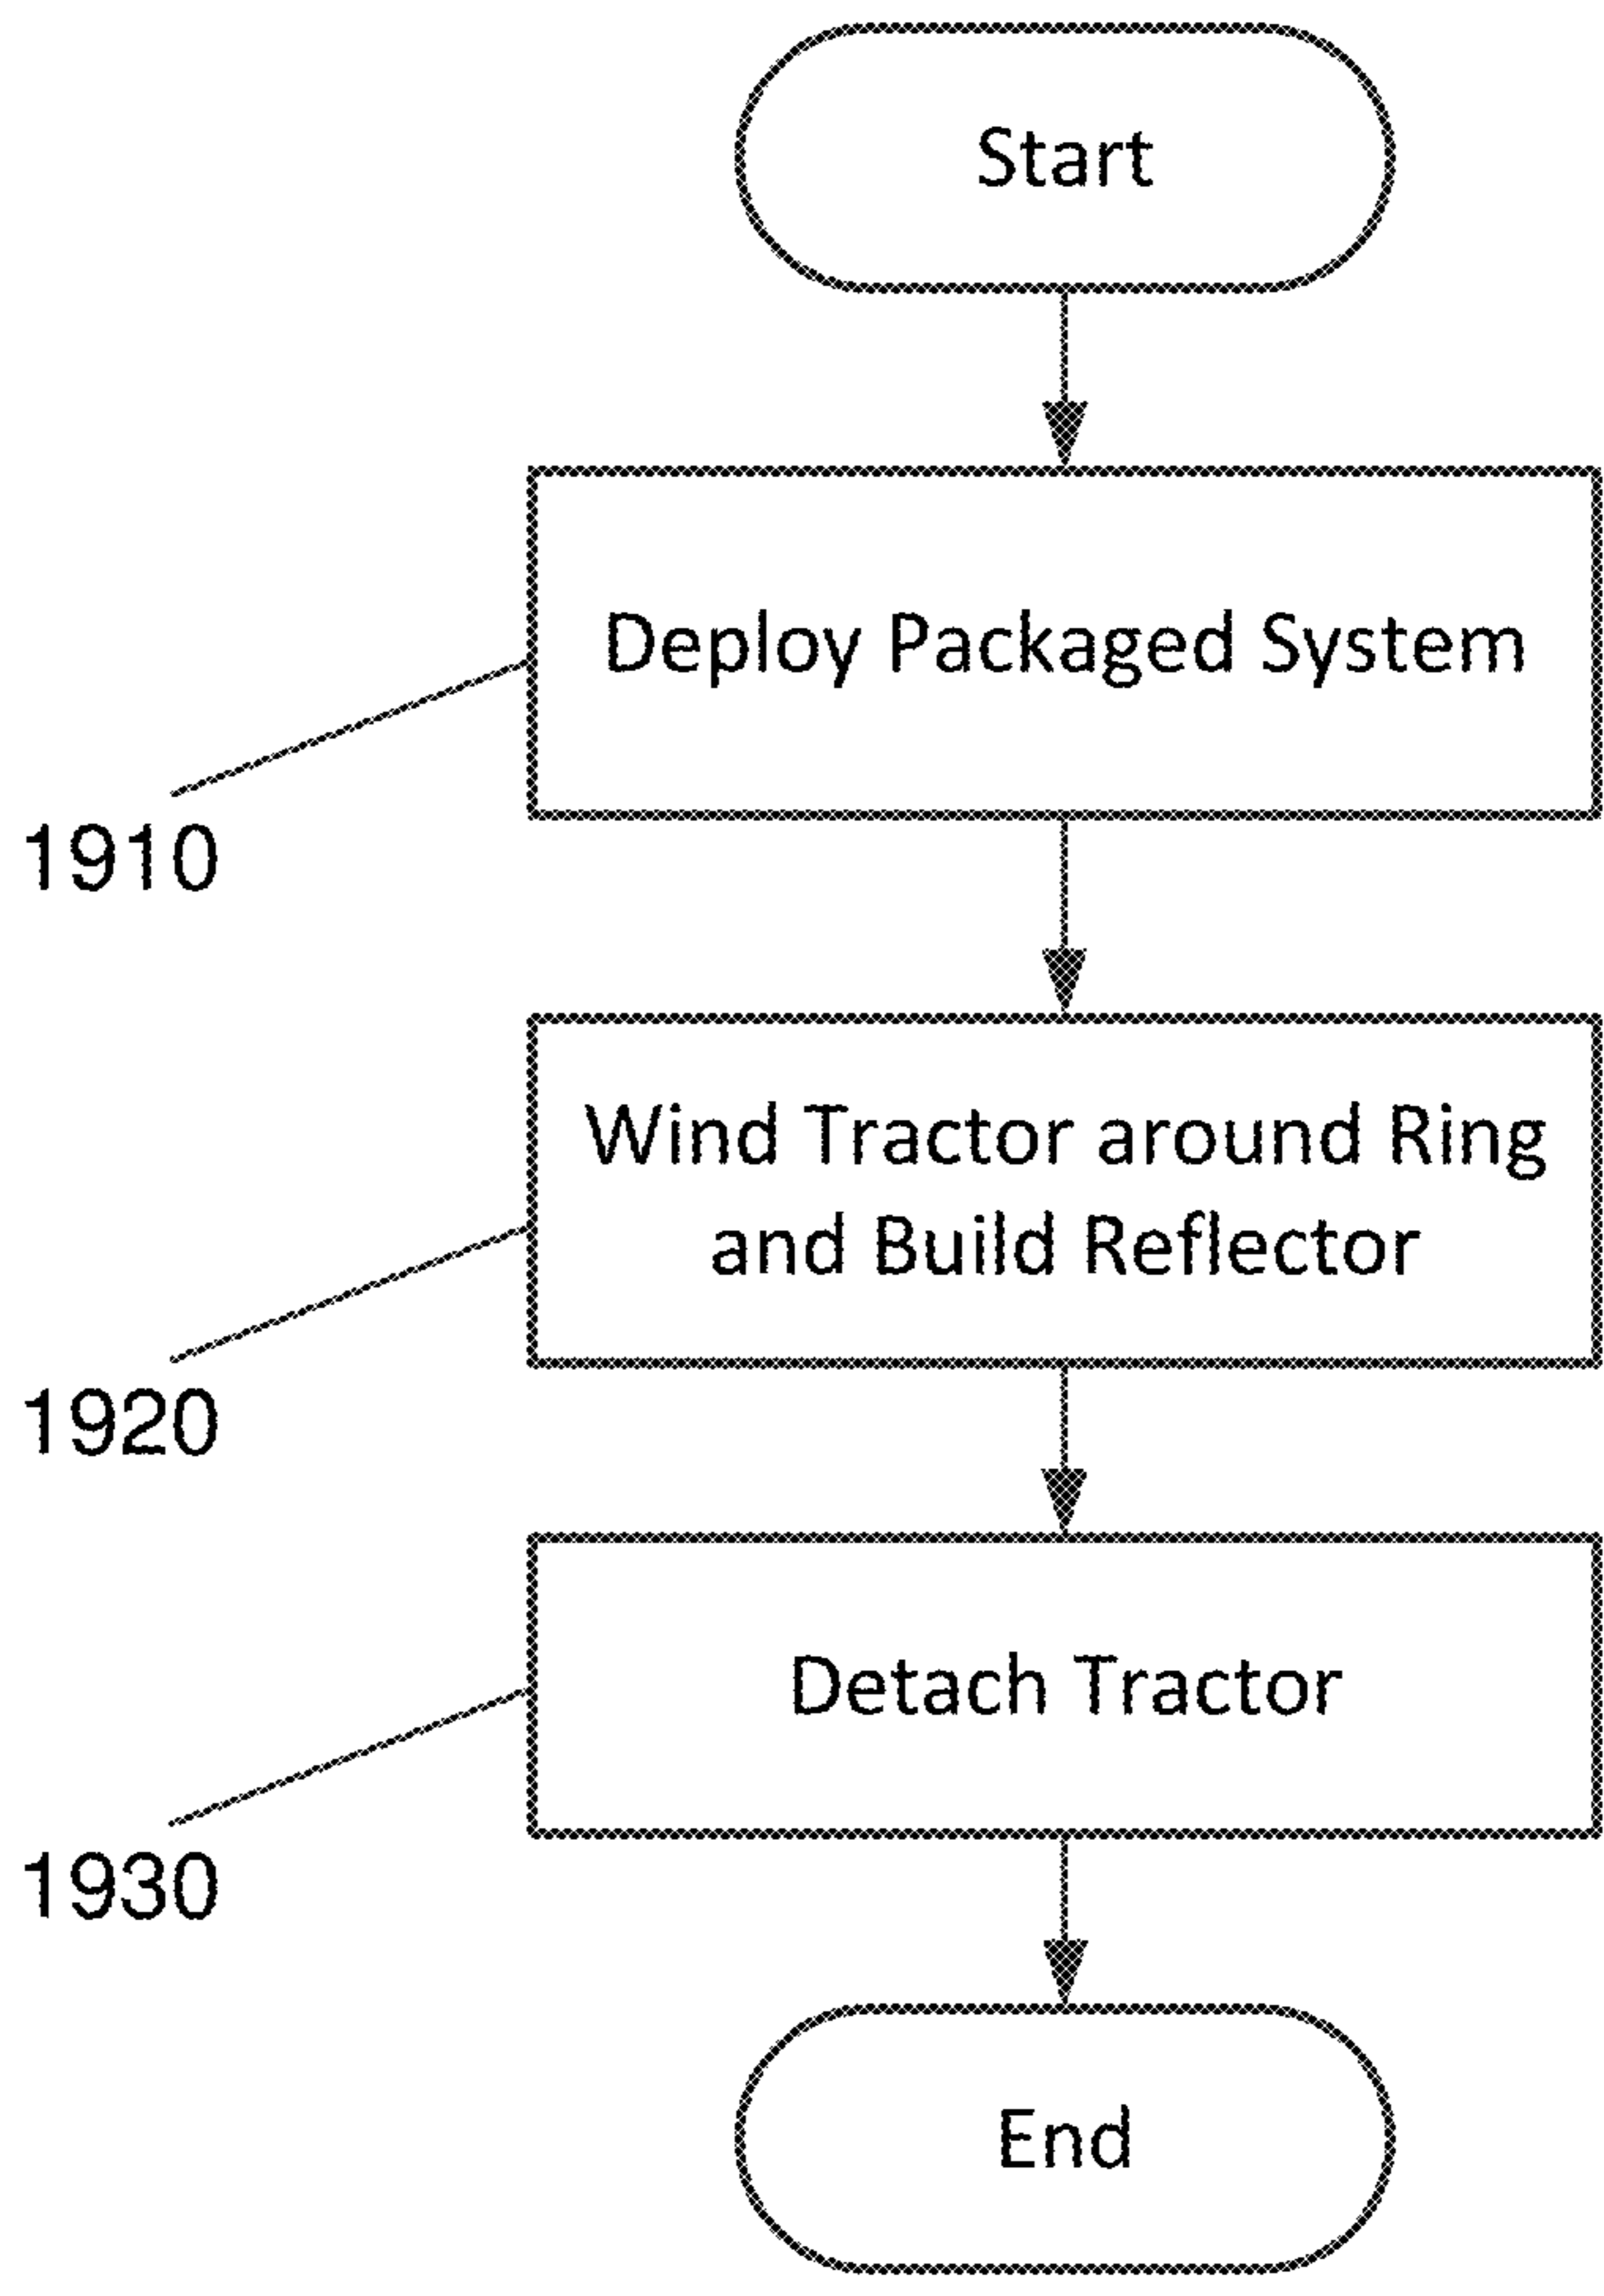 Start
Deploy Packaged System
1910
Wind Tractor around Ring
and Build Reflector
1920
Detach Tractor
1930
End